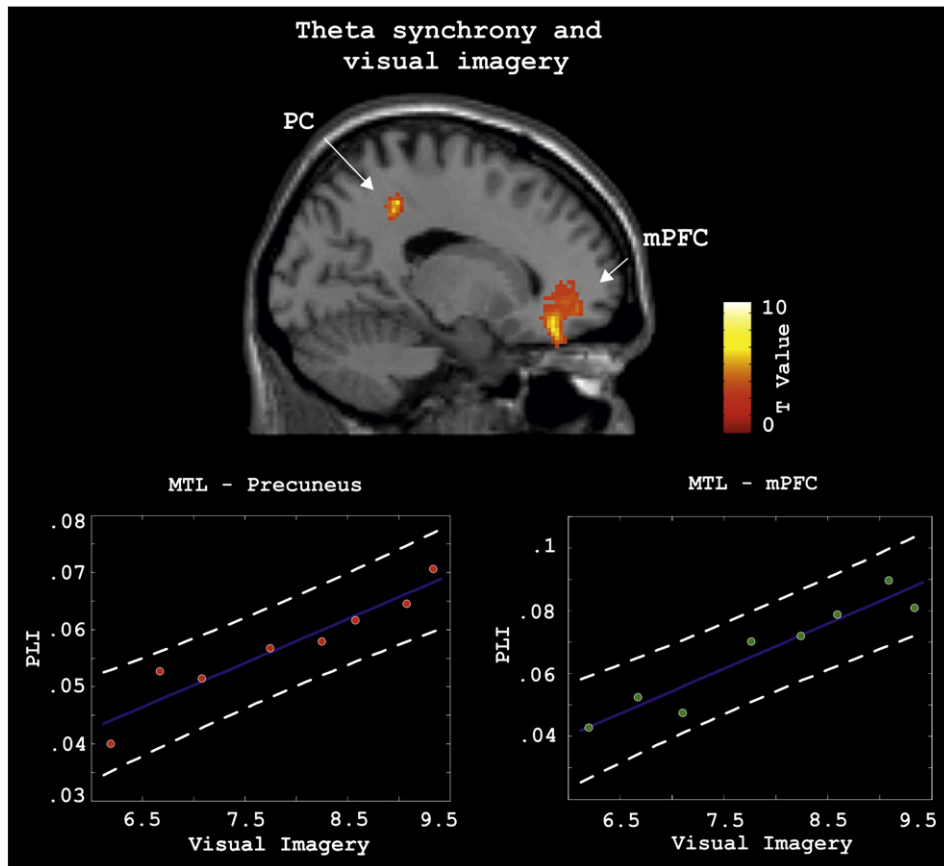 Theta synchrony and
visual imagery
PC
mPFC
10
T Value
0
MTL - Precuneus
.08
.07
.06
.05
.04
.03
PLI
6.5 7.5 8.5 9.5
Visual Imagery
MTL - mPFC
.1
.08
.06
.04
PLI
6.5 7.5 8.5 9.5
Visual Imagery